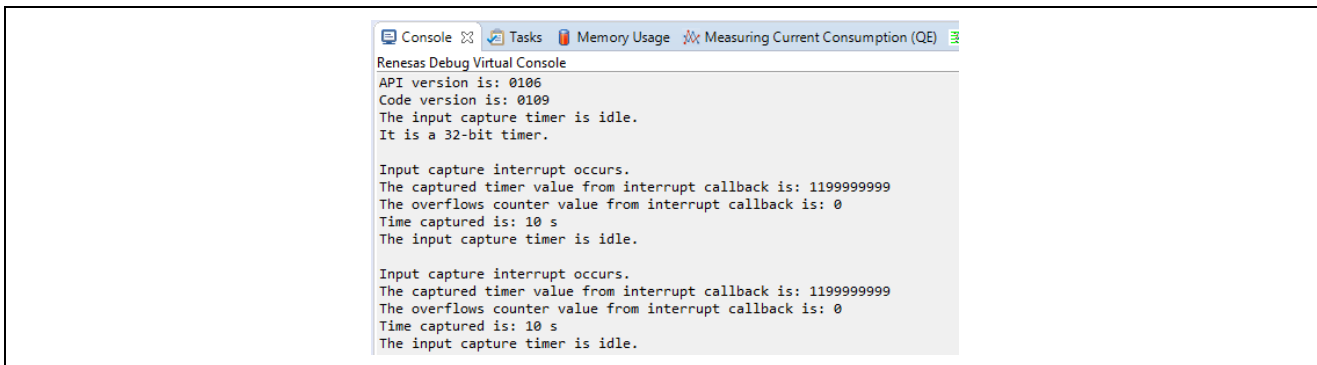 Console Tasks Memory Usage Measuring Current Consumption (QE)
Renesas Debug Virtual Console
API version is: 0106
Code version is: 0109
The input capture timer is idle.
It is a 32-bit timer.
Input capture interrupt occurs.
The captured timer value from interrupt callback is: 1199999999
The overflows counter value from interrupt callback is: 0
Time captured is: 10 s
The input capture timer is idle.
Input capture interrupt occurs.
The captured timer value from interrupt callback is: 1199999999
The overflows counter value from interrupt callback is: 0
Time captured is: 10 s
The input capture timer is idle.